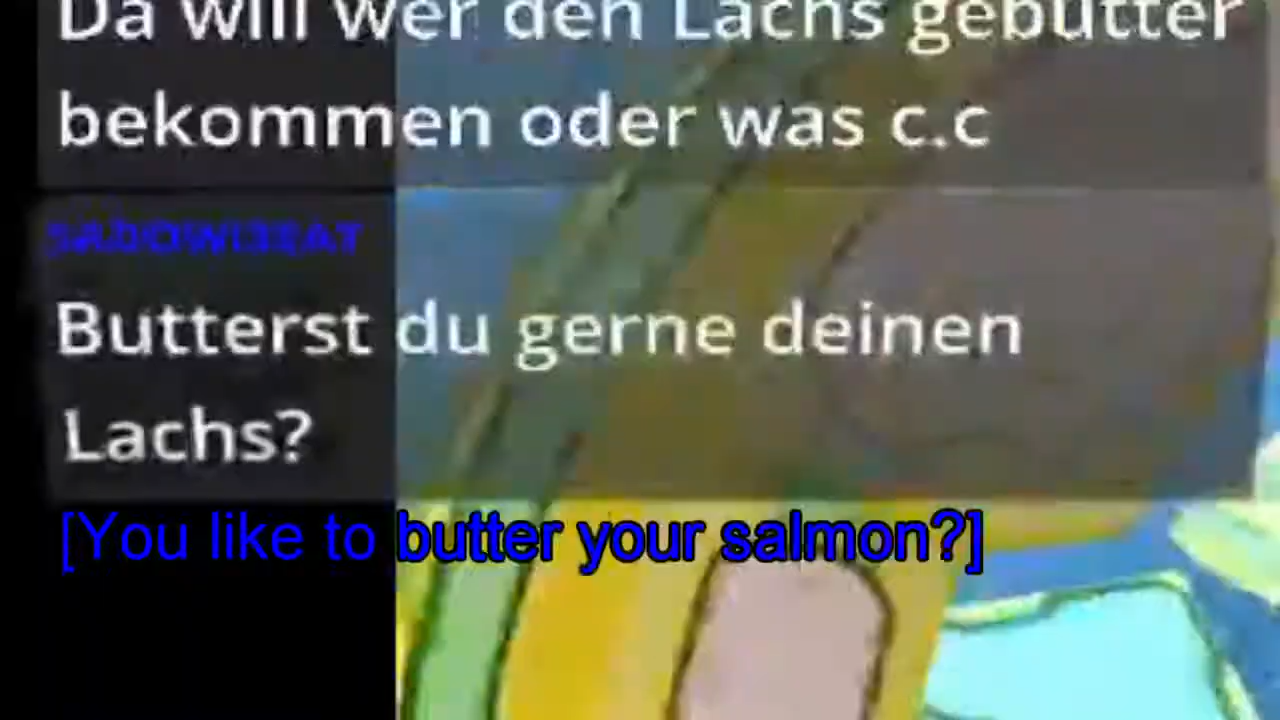 Da will wer den Lachs gebutter
bekommen oder was c.c
Butterst du gerne deinen
Lachs?
[You like to butter your salmon?]